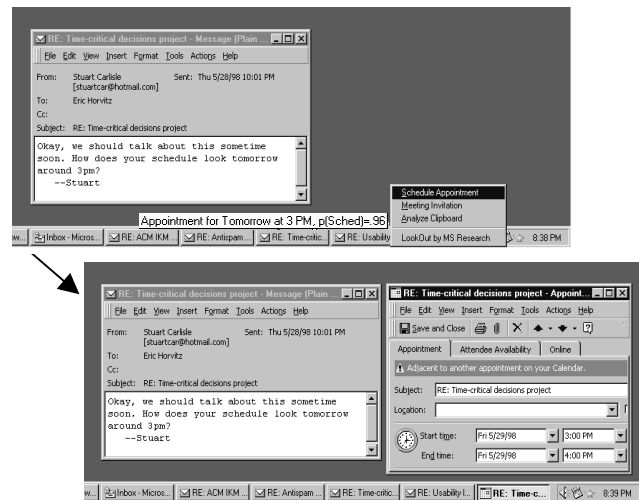 RE: Time-critical decisions project - Message (Plain ...
File Edit View Insert Format Tools Actions Help
From: Stuart Carlisle Sent: Thu 5/28/98 10:01 PM
[stuartcar@hotmail.com]
To: Eric Horvitz
Cc:
Subject: RE: Time-critical decisions project
Okay, we should talk about this sometime
soon. How does your schedule look tomorrow
around 3pm?
--Stuart
Schedule Appointment
Meeting Invitation
Analyze Clipboard
LookOut by MS Research
Appointment for Tomorrow at 3 PM, p(Sched)=.96
w... Inbox - Micros... RE: ACM IKM ... RE: Antispam ... RE: Time-critic... RE: Usability 8:38 PM
RE: Time-critical decisions project - Message (Plain ...
File Edit View Insert Format Tools Actions Help
From: Stuart Carlisle Sent: Thu 5/28/98 10:01 PM
[stuartcar@hotmail.com]
To: Eric Horvitz
Cc:
Subject: RE: Time-critical decisions project
Okay, we should talk about this sometime
soon. How does your schedule look tomorrow
around 3pm?
--Stuart
RE: Time-critical decisions project - Appoint...
File Edit View Insert Format Tools Actions Help
Save and Close
Appointment Attendee Availability Online
Adjacent to another appointment on your Calendar.
Subject: RE: Time-critical decisions project
Location:
Start time: Fri 5/29/98 3:00 PM
End time: Fri 5/29/98 4:00 PM
w... Inbox - Micros... RE: ACM IKM ... RE: Antispam ... RE: Time-critic... RE: Usability I... RE: Time-c... 8:39 PM